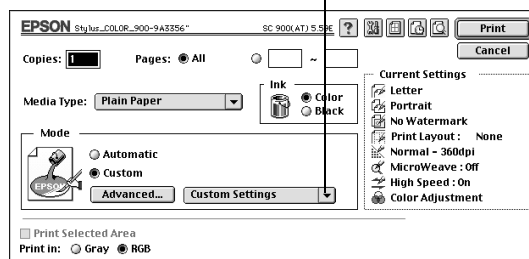 EPSON Stylus_COLOR_900-9A3356" SC 900(AT) 5.59E ? Print
Cancel
Copies: 1 Pages: All ~
Media Type: Plain Paper
Ink
Color
Black
Mode
Automatic
Custom
EPSON
Advanced... Custom Settings
Current Settings
Letter
Portrait
No Watermark
Print Layout : None
Normal - 360dpi
MicroWeave : Off
High Speed : On
Color Adjustment
Print Selected Area
Print in: Gray RGB